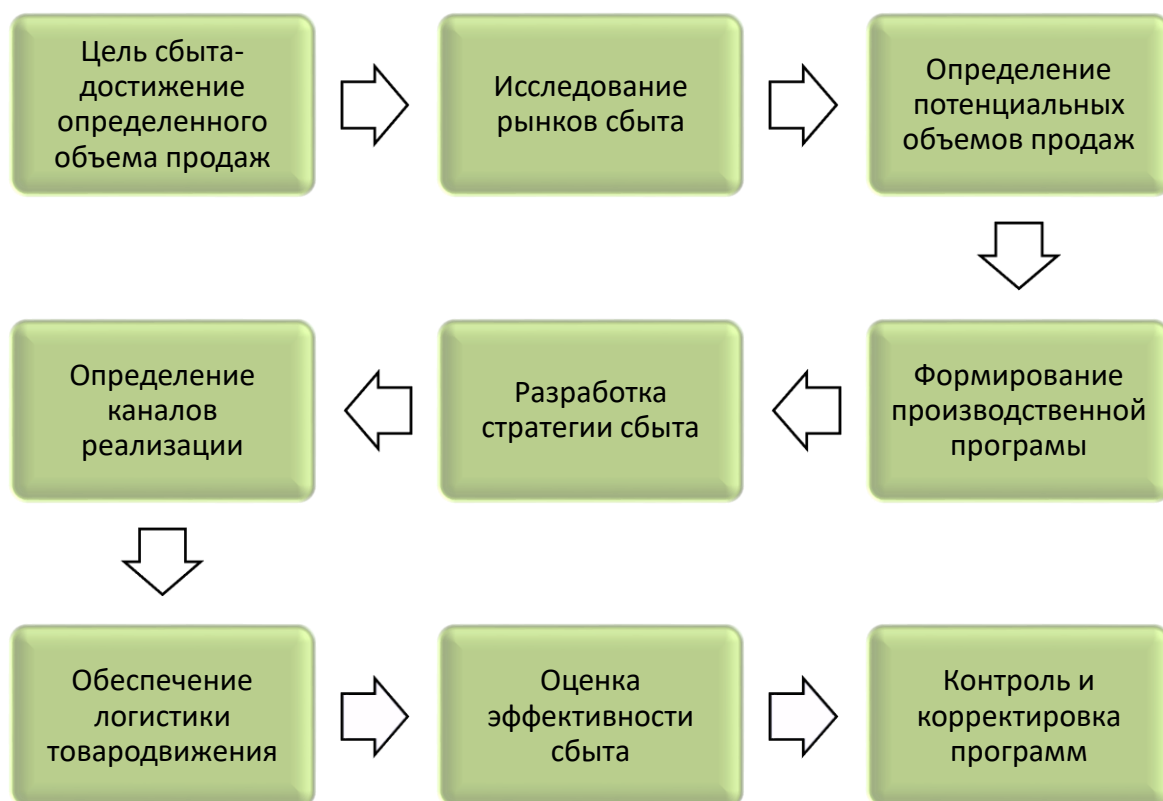 Цель сбыта-
достижение
определенного
объема продаж
Исследование
рынков сбыта
Определение
потенциальных
объемов продаж
Формирование
производственной
програмы
Разработка
стратегии сбыта
Определение
каналов
реализации
Обеспечение
логистики
товародвижения
Оценка
эффективности
сбыта
Контроль и
корректировка
программ